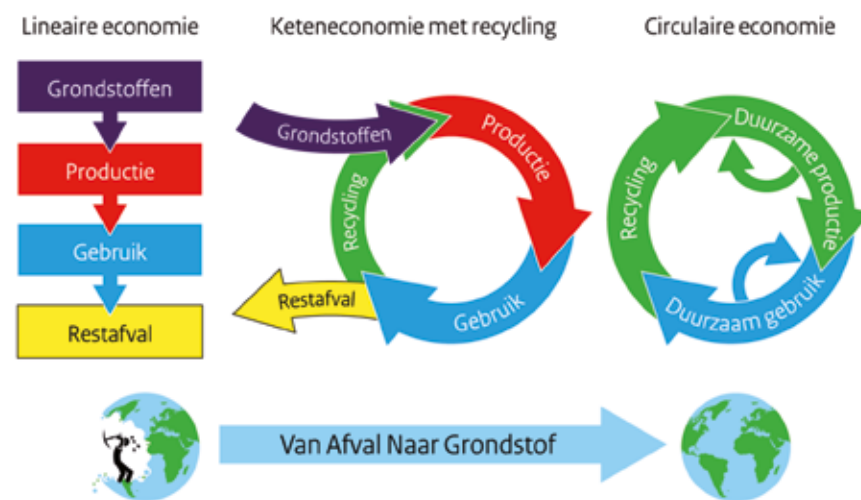 Lineaire economie
Keteneconomie met recycling
Circulaire economie
Grondstoffen
Productie
Gebruik
Restafval
Grondstoffen
Productie
Recycling
Gebruik
Restafval
Duurzame productie
Recycling
Duurzaam gebruik
Van Afval Naar Grondstof